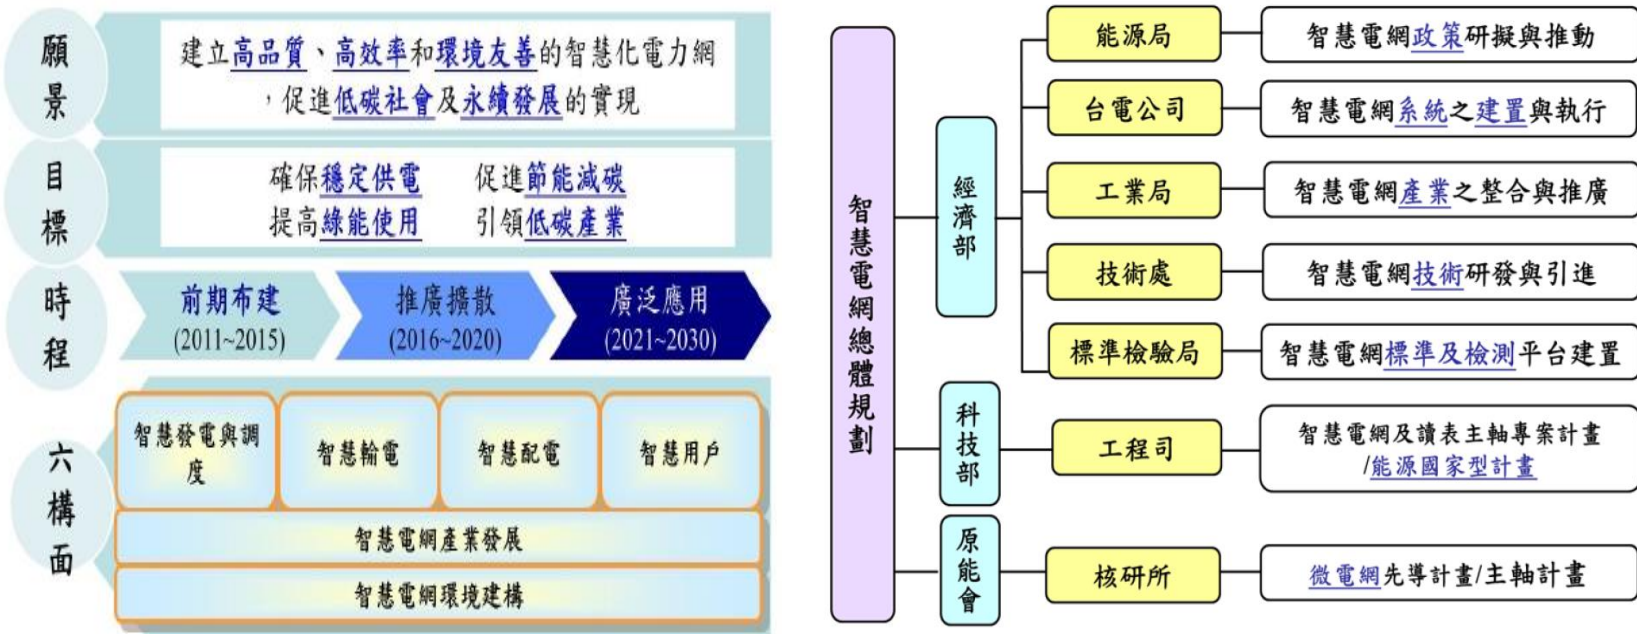 願景
建立高品質、高效率和環境友善的智慧化電力網
，促進低碳社會及永續發展的實現
目標
確保穩定供電 促進節能減碳
提高綠能使用 引領低碳產業
時程
前期布建
(2011~2015)
推廣擴散
(2016~2020)
廣泛應用
(2021~2030)
六構面
智慧發電與調
度
智慧輸電
智慧配電
智慧用戶
智慧電網產業發展
智慧電網環境建構
智慧電網總體規劃
經濟部
能源局
智慧電網政策研擬與推動
台電公司
智慧電網系統之建置與執行
工業局
智慧電網產業之整合與推廣
技術處
智慧電網技術研發與引進
標準檢驗局
智慧電網標準及檢測平台建置
科技部
工程司
智慧電網及讀表主軸專案計畫
/能源國家型計畫
原能會
核研所
微電網先導計畫/主軸計畫